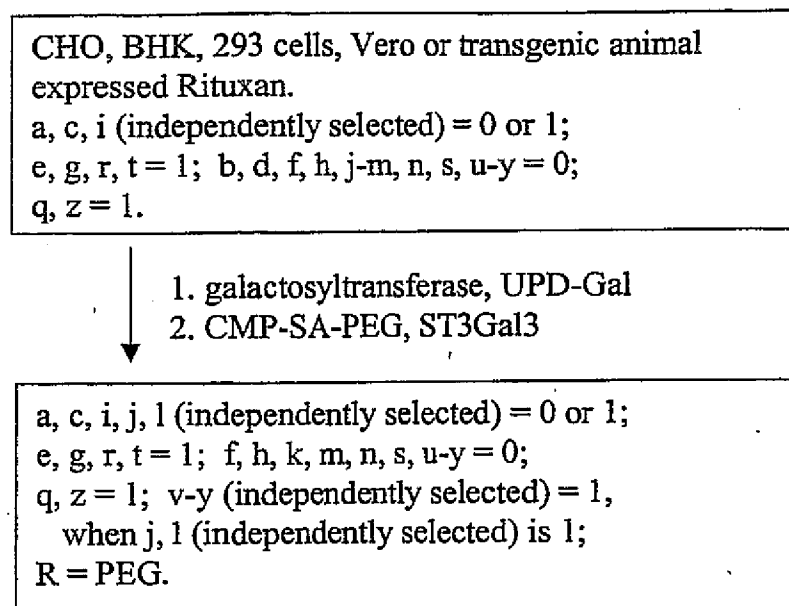 CHO, BHK, 293 cells, Vero or transgenic animal
expressed Rituxan.
a, c, i (independently selected) = 0 or 1;
e, g, r, t = 1; b, d, f, h, j-m, n, s, u-y = 0;
q, z = 1.
1. galactosyltransferase, UPD-Gal
2. CMP-SA-PEG, ST3Gal3
a, c, i, j, l (independently selected) = 0 or 1;
e, g, r, t = 1; f, h, k, m, n, s, u-y = 0;
q, z = 1; v-y (independently selected) = 1,
when j, l (independently selected) is 1;
R = PEG.